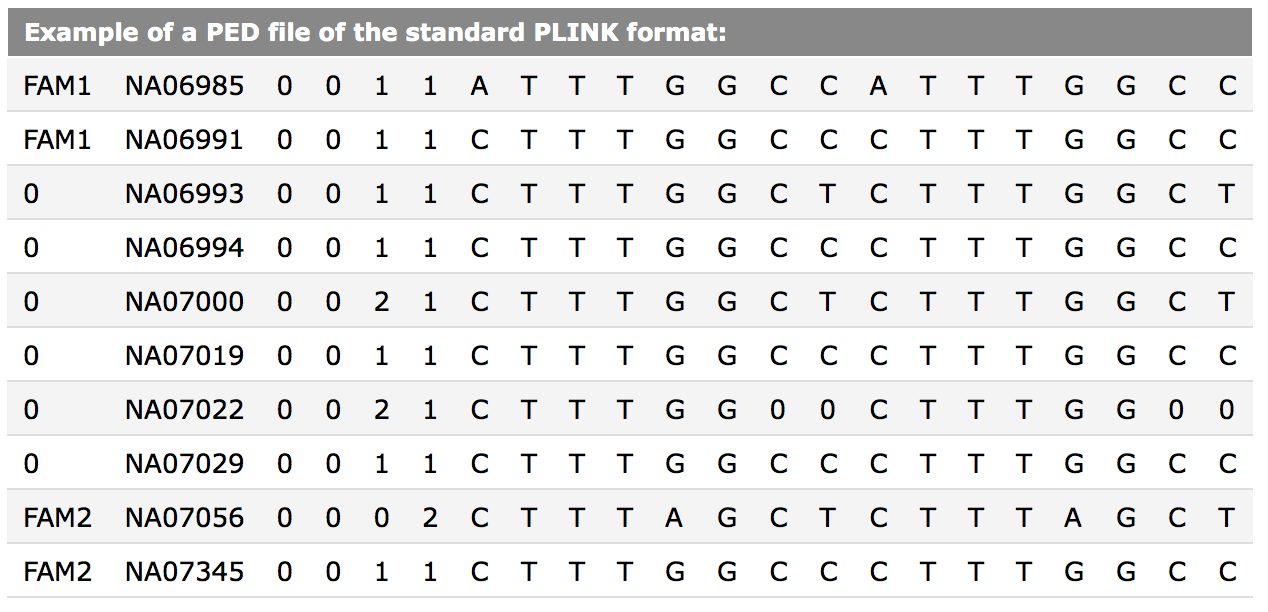 Example of a PED file of the standard PLINK format:
FAM1 NA06985 0 0 1 1 A T T T G G C C A T T T G G C C
FAM1 NA06991 0 0 1 1 C T T T G G C C C T T T G G C C
0 NA06993 0 0 1 1 C T T T G G C T C T T T G G C T
0 NA06994 0 0 1 1 C T T T G G C C C T T T G G C C
0 NA07000 0 0 2 1 C T T T G G C T C T T T G G C T
0 NA07019 0 0 1 1 C T T T G G C C C T T T G G C C
0 NA07022 0 0 2 1 C T T T G G 0 0 C T T T G G 0 0
0 NA07029 0 0 1 1 C T T T G G C C C T T T G G C C
FAM2 NA07056 0 0 0 2 C T T T A G C T C T T T A G C T
FAM2 NA07345 0 0 1 1 C T T T G G C C C T T T G G C C